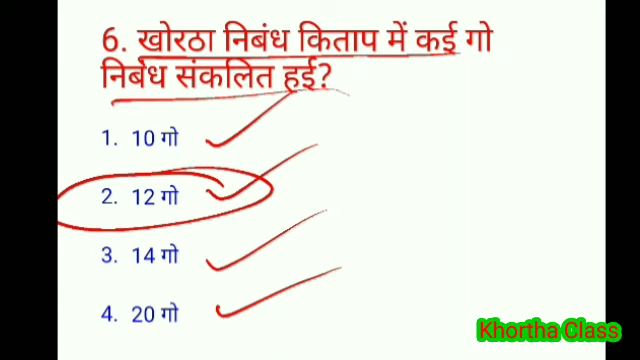 6. खोरठा निबंध किताप में कई गो
निबंध संकलित हई?
1. 10 गो
2. 12 गो
3. 14 गो
4. 20 गो
Khortha Class